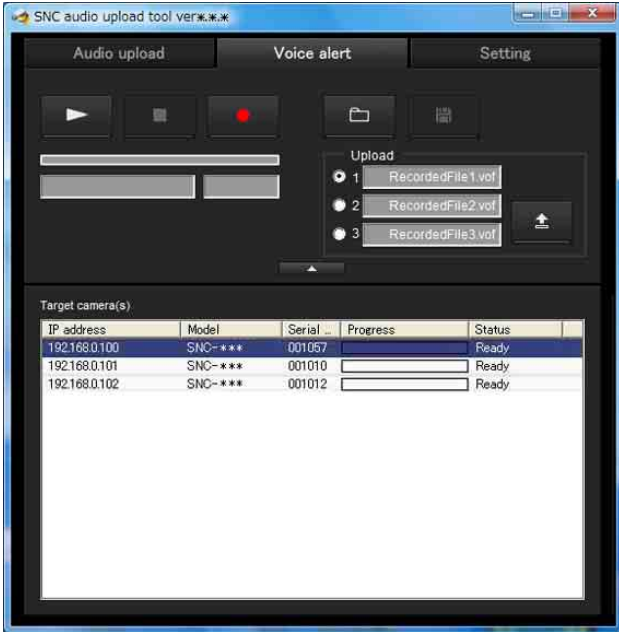 SNC audio upload tool ver*.*.*
Audio upload Voice alert Setting
Upload
1 RecordedFile1.vof
2 RecordedFile2.vof
3 RecordedFile3.vof
Target camera(s)
IP address Model Serial ... Progress Status
192.168.0.100 SNC-*** 001057 Ready
192.168.0.101 SNC-*** 001010 Ready
192.168.0.102 SNC-*** 001012 Ready